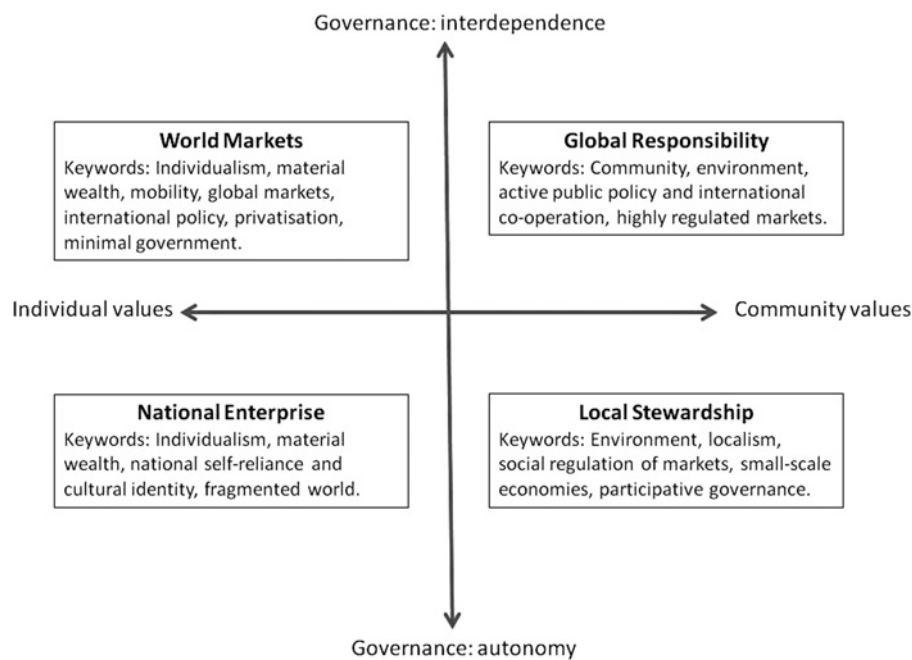 Governance: interdependence
World Markets
Keywords: Individualism, material
wealth, mobility, global markets,
international policy, privatisation,
minimal government.
Global Responsibility
Keywords: Community, environment,
active public policy and international
co-operation, highly regulated markets.
Individual values
Community values
National Enterprise
Keywords: Individualism, material
wealth, national self-reliance and
cultural identity, fragmented world.
Local Stewardship
Keywords: Environment, localism,
social regulation of markets, small-scale
economies, participative governance.
Governance: autonomy